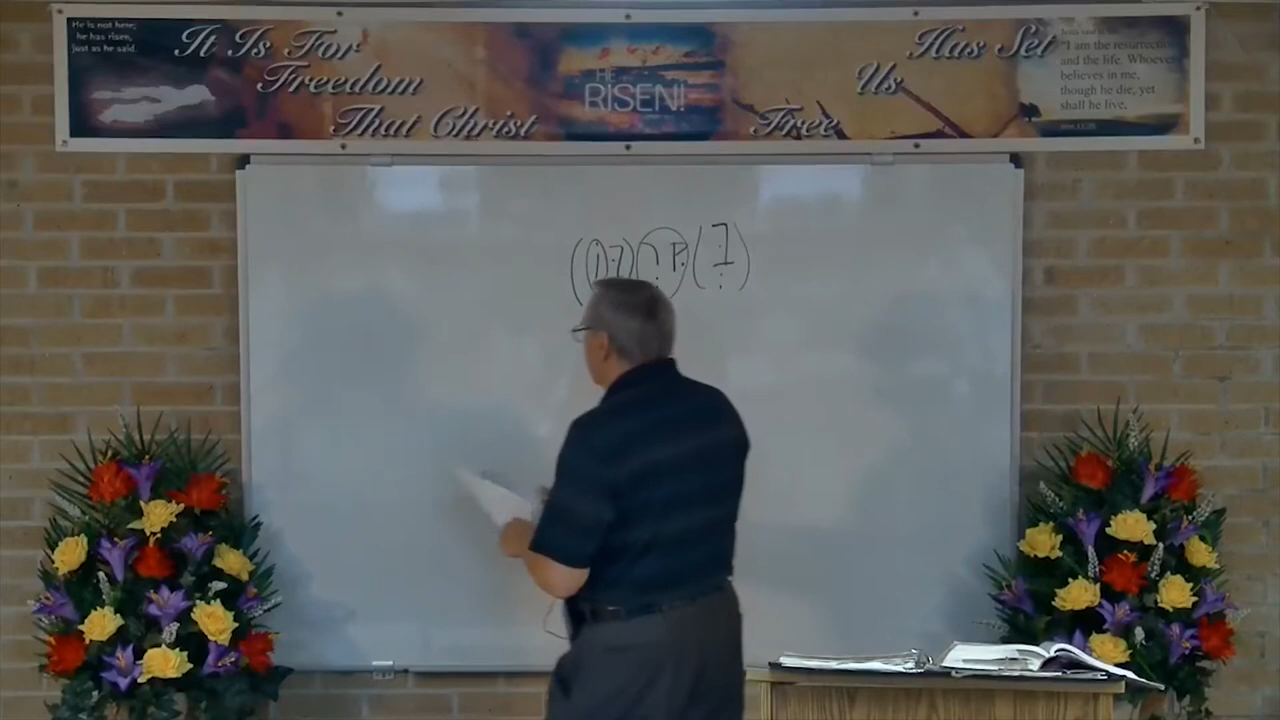 He is not here;
he has risen,
just as he said.
It Is For
Freedom
That Christ
HE
IS
RISEN!
Has Set
Us
Free
"I am the resurrectio
and the life. Whoever
believes in me,
though he die, yet
shall he live.